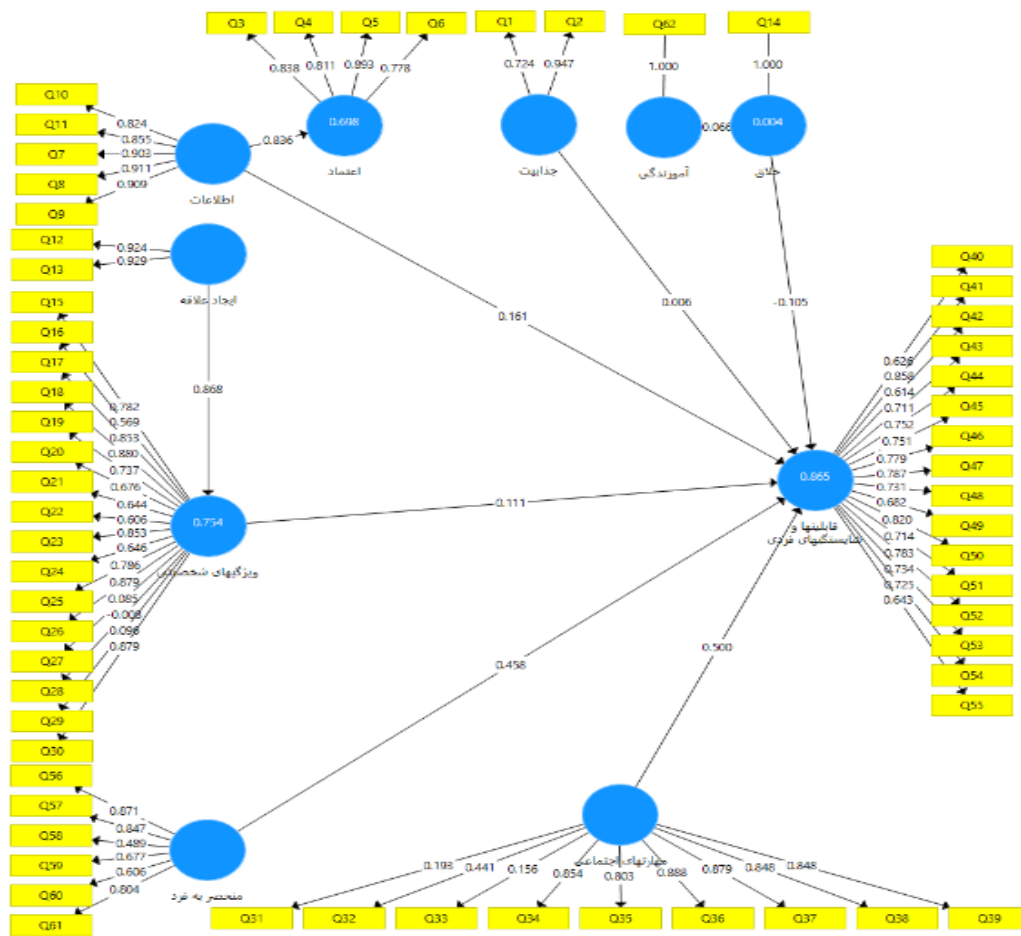 Q3 Q4 Q5 Q6 Q1 Q2 Q62 Q14
0.838 0.811 0.893 0.778 0.724 0.947 1.000 1.000
Q10
Q11
Q7
Q8
Q9
0.824
0.855
0.903
0.911
0.909
اطلاعات
0.836
0.698
اعتماد
جذابیت
آموزندگی
0.066
0.004
خلاق
Q12
Q13
0.924
0.929
ایجاد علاقه
0.868
0.161
0.006
-0.105
Q15
Q16
Q17
Q18
Q19
Q20
Q21
Q22
Q23
Q24
Q25
Q26
Q27
Q28
Q29
Q30
0.782
0.569
0.853
0.880
0.737
0.676
0.644
0.606
0.853
0.646
0.786
0.879
0.085
-0.008
0.096
0.879
0.754
ویژگیهای شخصیتی
0.111
0.865
قابلیتها و
شایستگیهای فردی
Q40
Q41
Q42
Q43
Q44
Q45
Q46
Q47
Q48
Q49
Q50
Q51
Q52
Q53
Q54
Q55
0.626
0.858
0.614
0.711
0.752
0.751
0.779
0.787
0.731
0.682
0.820
0.714
0.783
0.734
0.725
0.643
0.458
0.500
Q56
Q57
Q58
Q59
Q60
Q61
0.871
0.847
0.489
0.677
0.606
0.804
منحصر به فرد
مهارتهای اجتماعی
0.193 0.441 0.156 0.854 0.803 0.888 0.879 0.848 0.848
Q31 Q32 Q33 Q34 Q35 Q36 Q37 Q38 Q39